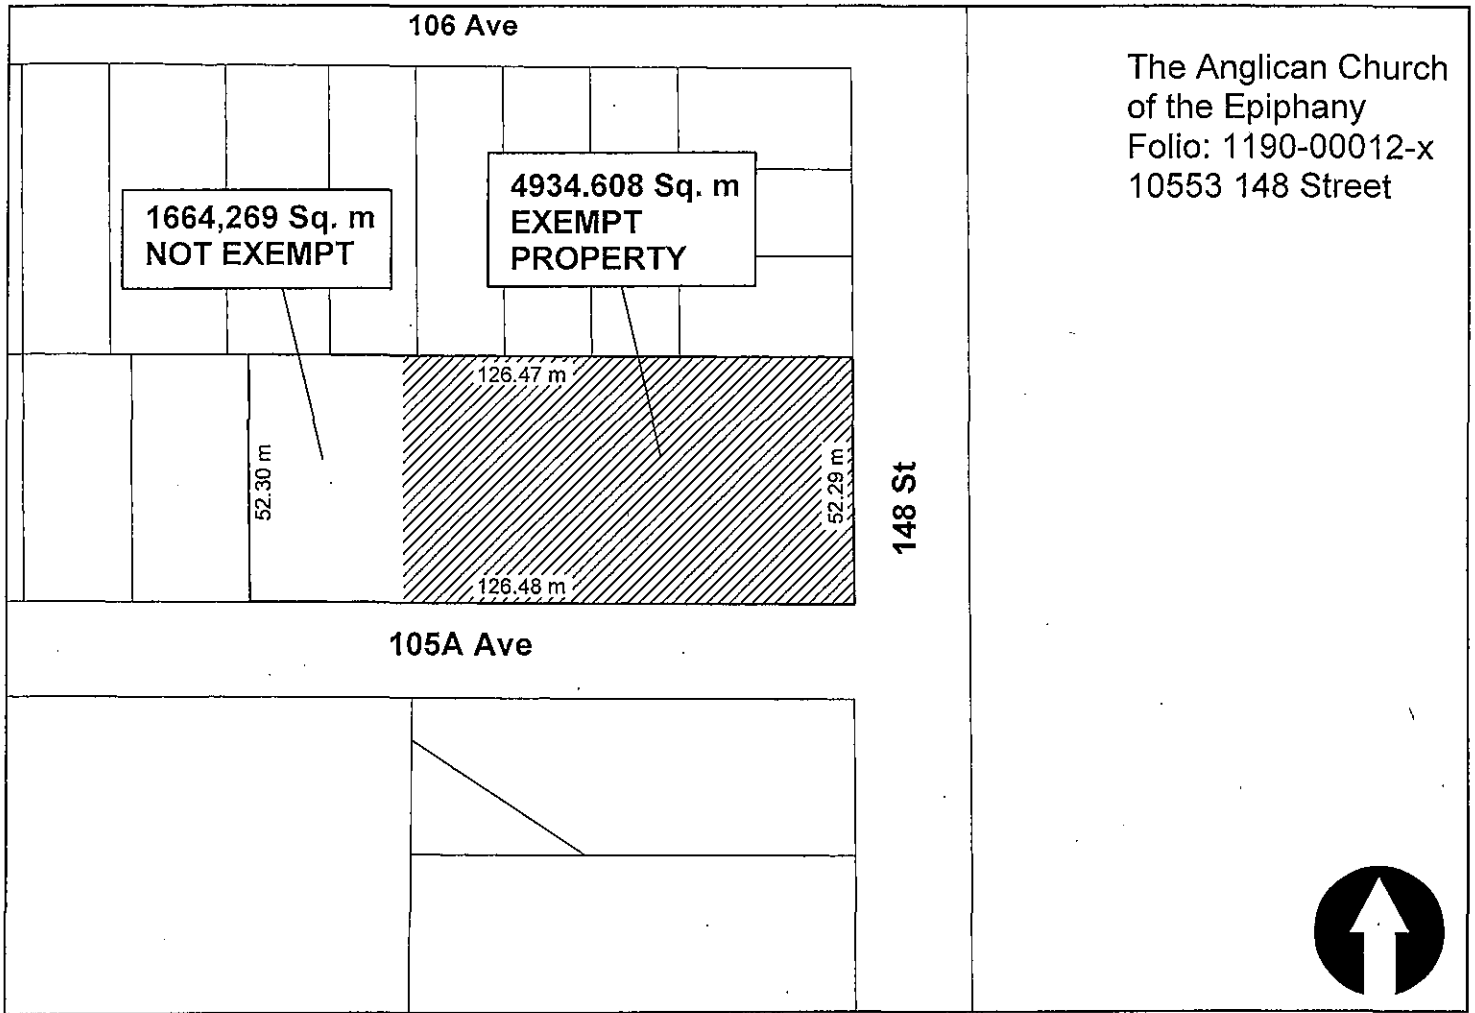 106 Ave
The Anglican Church
of the Epiphany
Folio: 1190-00012-x
10553 148 Street
1664,269 Sq. m
NOT EXEMPT
4934.608 Sq. m
EXEMPT
PROPERTY
126.47 m
52.30 m
52.29 m
148 St
126.48 m
105A Ave